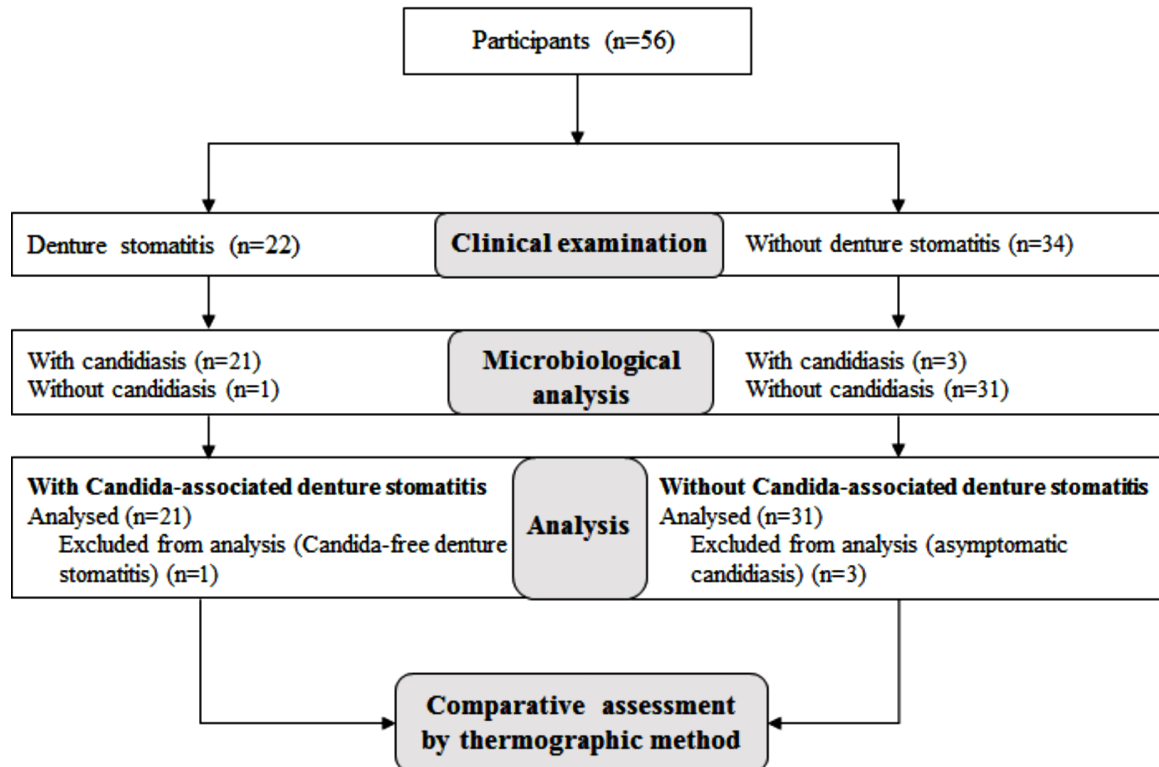 Participants (n=56)
Denture stomatitis (n=22)
Clinical examination
Without denture stomatitis (n=34)
With candidiasis (n=21)
Without candidiasis (n=1)
Microbiological
analysis
With candidiasis (n=3)
Without candidiasis (n=31)
With Candida-associated denture stomatitis
Analysed (n=21)
Excluded from analysis (Candida-free denture
stomatitis) (n=1)
Analysis
Without Candida-associated denture stomatitis
Analysed (n=31)
Excluded from analysis (asymptomatic
candidiasis) (n=3)
Comparative assessment
by thermographic method